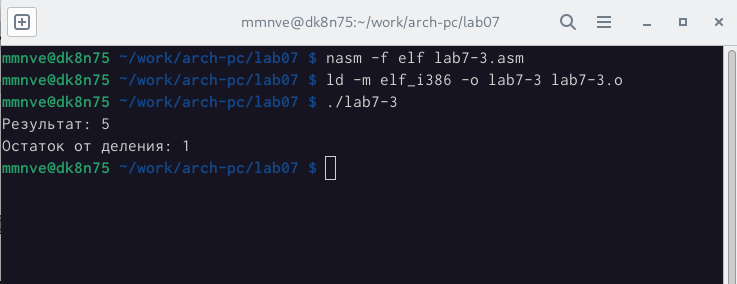 mmnve@dk8n75:~/work/arch-pc/lab07
mmnve@dk8n75 ~/work/arch-pc/lab07 $ nasm -f elf lab7-3.asm
mmnve@dk8n75 ~/work/arch-pc/lab07 $ ld -m elf_i386 -o lab7-3 lab7-3.o
mmnve@dk8n75 ~/work/arch-pc/lab07 $ ./lab7-3
Результат: 5
Остаток от деления: 1
mmnve@dk8n75 ~/work/arch-pc/lab07 $